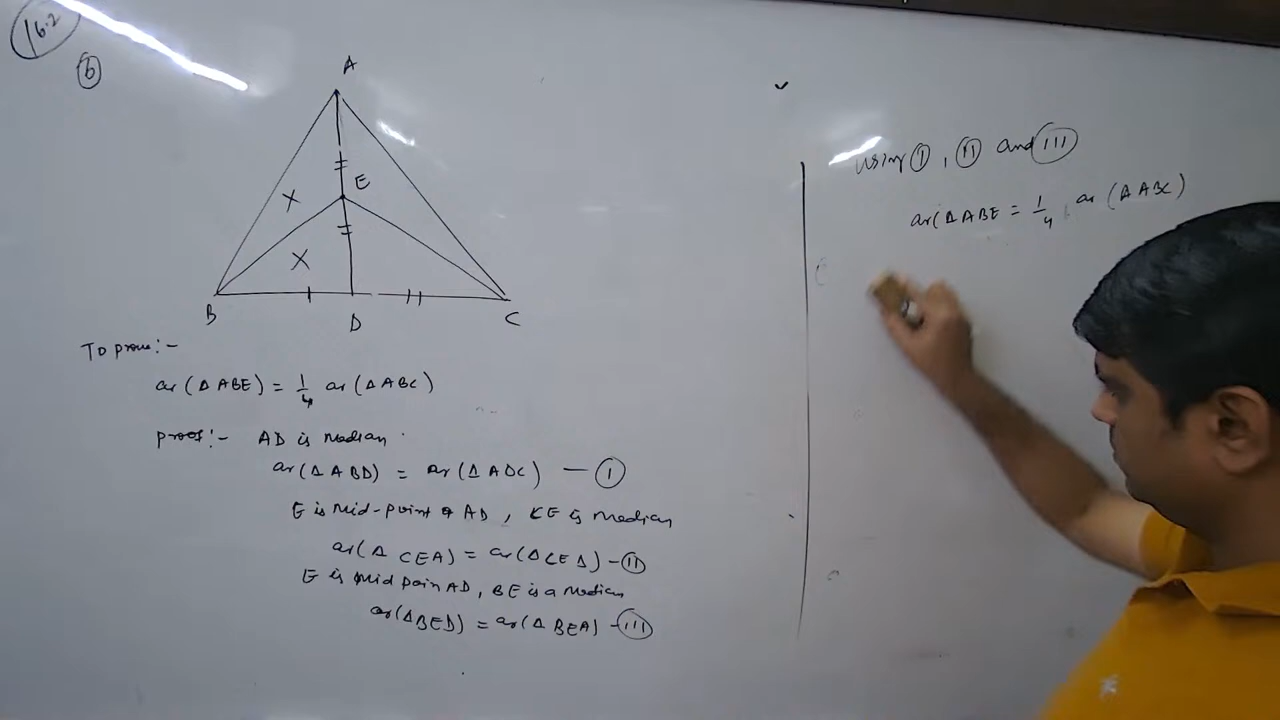 16.2
b
A
E
B D C
To prove:-
ar(Δ ABE) = 1/4 ar(Δ ABC)
proof:- AD is median
ar(Δ ABD) = ar(Δ ADC) — I
E is mid-point of AD, CE is median
ar(Δ CEA) = ar(Δ CED) - II
E is mid poin AD, BE is a median
ar(Δ BED) = ar(Δ BEA) - III
using I, II and III
ar(Δ ABE = 1/4 ar (Δ ABC)